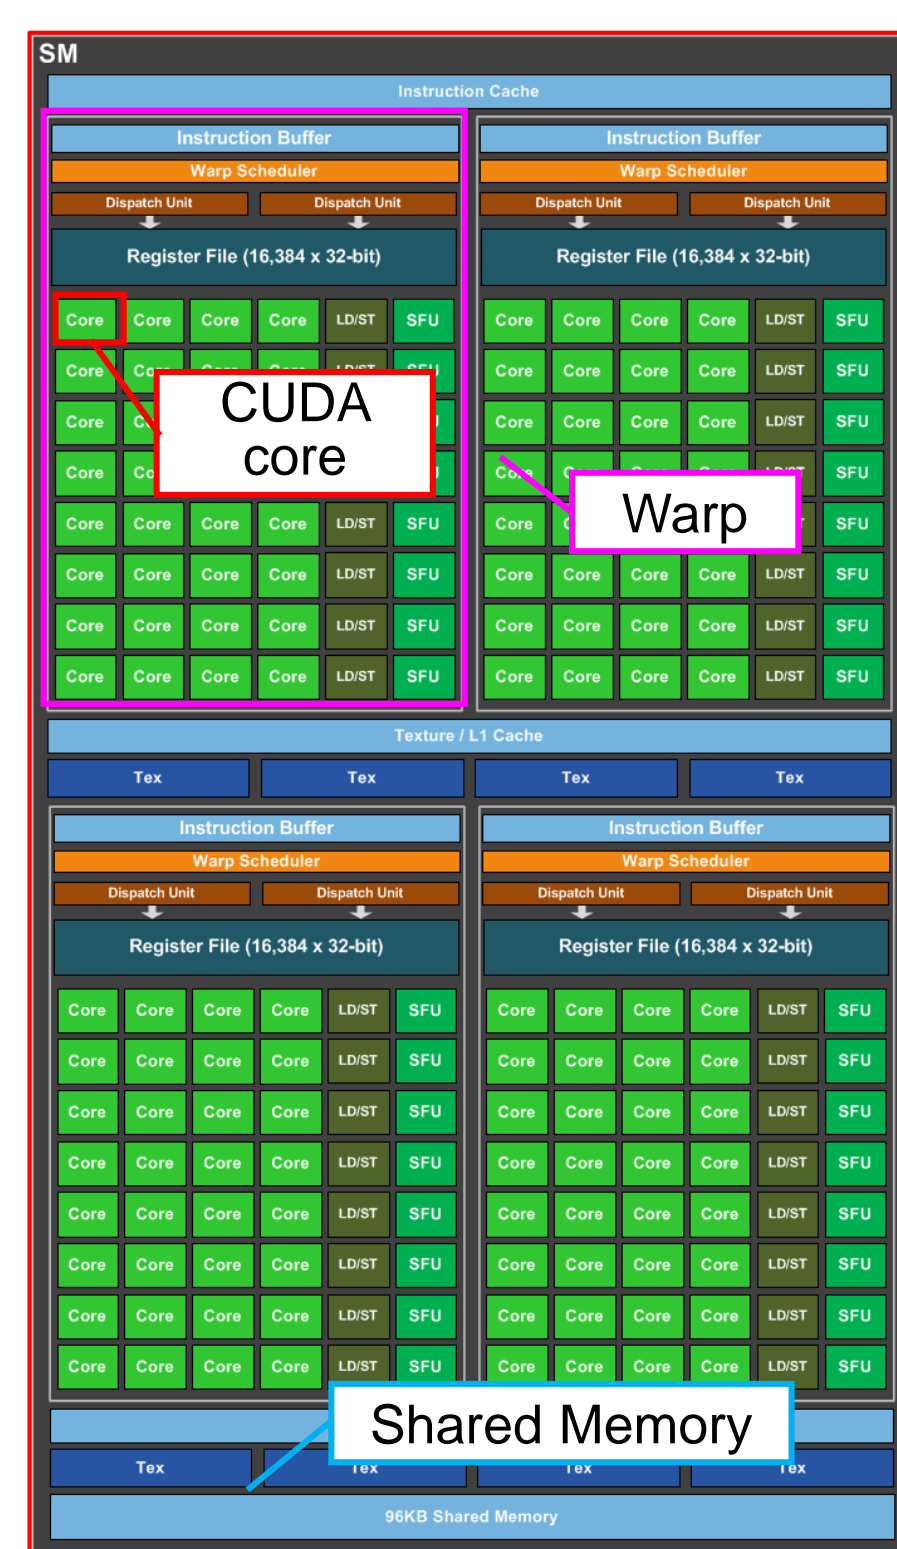 SM
Instruction Cache
Instruction Buffer Instruction Buffer
Warp Scheduler Warp Scheduler
Dispatch Unit Dispatch Unit Dispatch Unit Dispatch Unit
Register File (16,384 x 32-bit) Register File (16,384 x 32-bit)
Core Core Core Core LD/ST SFU Core Core Core Core LD/ST SFU
Core Core Core Core Core Core LD/ST SFU
CUDA
Core Core Core Core Core LD/ST SFU
core
Core Core
Warp
Core Core Core Core LD/ST SFU Core
Core Core Core Core LD/ST SFU Core Core Core Core LD/ST SFU
Core Core Core Core LD/ST SFU Core Core Core Core LD/ST SFU
Core Core Core Core LD/ST SFU Core Core Core Core LD/ST SFU
Texture / L1 Cache
Tex Tex Tex Tex
Instruction Buffer Instruction Buffer
Warp Scheduler Warp Scheduler
Dispatch Unit Dispatch Unit Dispatch Unit Dispatch Unit
Register File (16,384 x 32-bit) Register File (16,384 x 32-bit)
Core Core Core Core LD/ST SFU Core Core Core Core LD/ST SFU
Core Core Core Core LD/ST SFU Core Core Core Core LD/ST SFU
Core Core Core Core LD/ST SFU Core Core Core Core LD/ST SFU
Core Core Core Core LD/ST SFU Core Core Core Core LD/ST SFU
Core Core Core Core LD/ST SFU Core Core Core Core LD/ST SFU
Core Core Core Core LD/ST SFU Core Core Core Core LD/ST SFU
Core Core Core Core LD/ST SFU Core Core Core Core LD/ST SFU
Core Core Core Core LD/ST SFU Core Core Core Core LD/ST SFU
Shared Memory
Tex Tex Tex Tex
96KB Shared Memory